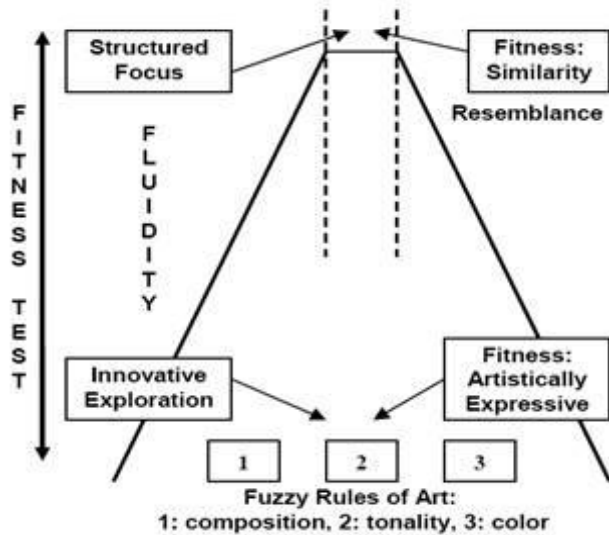 Structured
Focus
Fitness:
Similarity
Resemblance
FITNESS TEST
FLUIDITY
Innovative
Exploration
Fitness:
Artistically
Expressive
1
2
3
Fuzzy Rules of Art:
1: composition, 2: tonality, 3: color